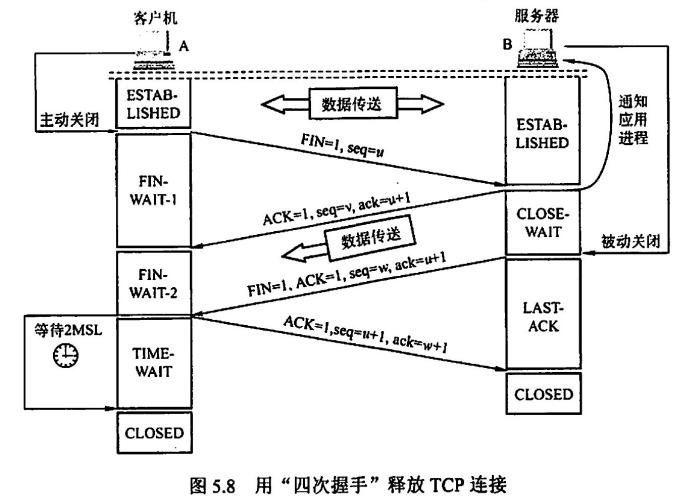 客户机
A
服务器
B
ESTAB-
LISHED
数据传送
主动关闭
通知
应用
进程
ESTAB-
LISHED
FIN=1, seq=u
FIN-
WAIT-1
ACK=1, seq=v, ack=u+1
CLOSE-
WAIT
数据传送
被动关闭
FIN-
WAIT-2
FIN=1, ACK=1, seq=w, ack=u+1
LAST-
ACK
等待2MSL
ACK=1,seq=u+1, ack=w+1
TIME-
WAIT
CLOSED
CLOSED
图 5.8 用“四次握手”释放 TCP 连接